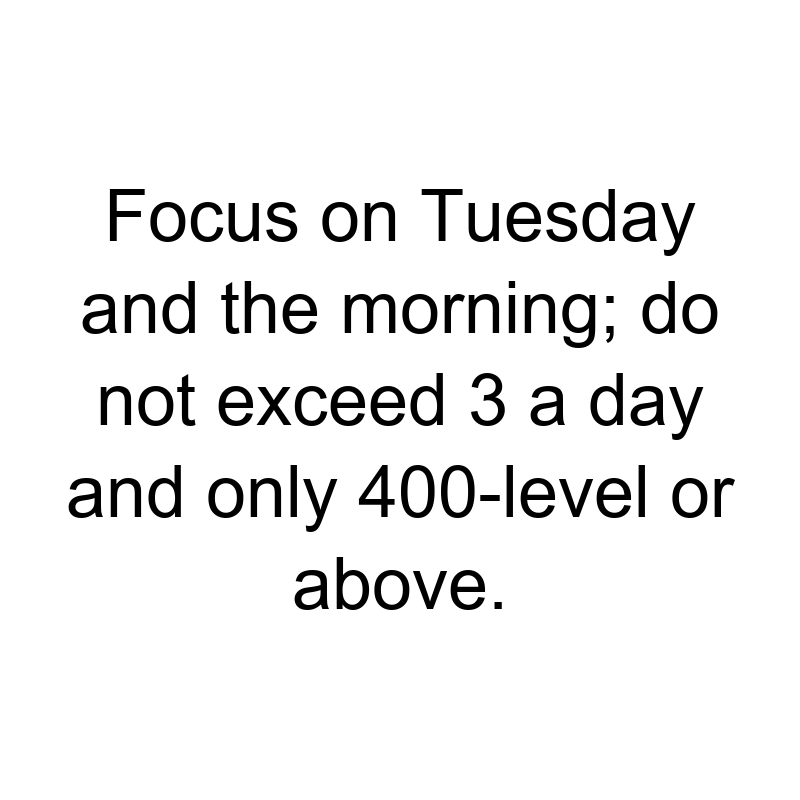 Focus on Tuesday
and the morning; do
not exceed 3 a day
and only 400-level or
above.